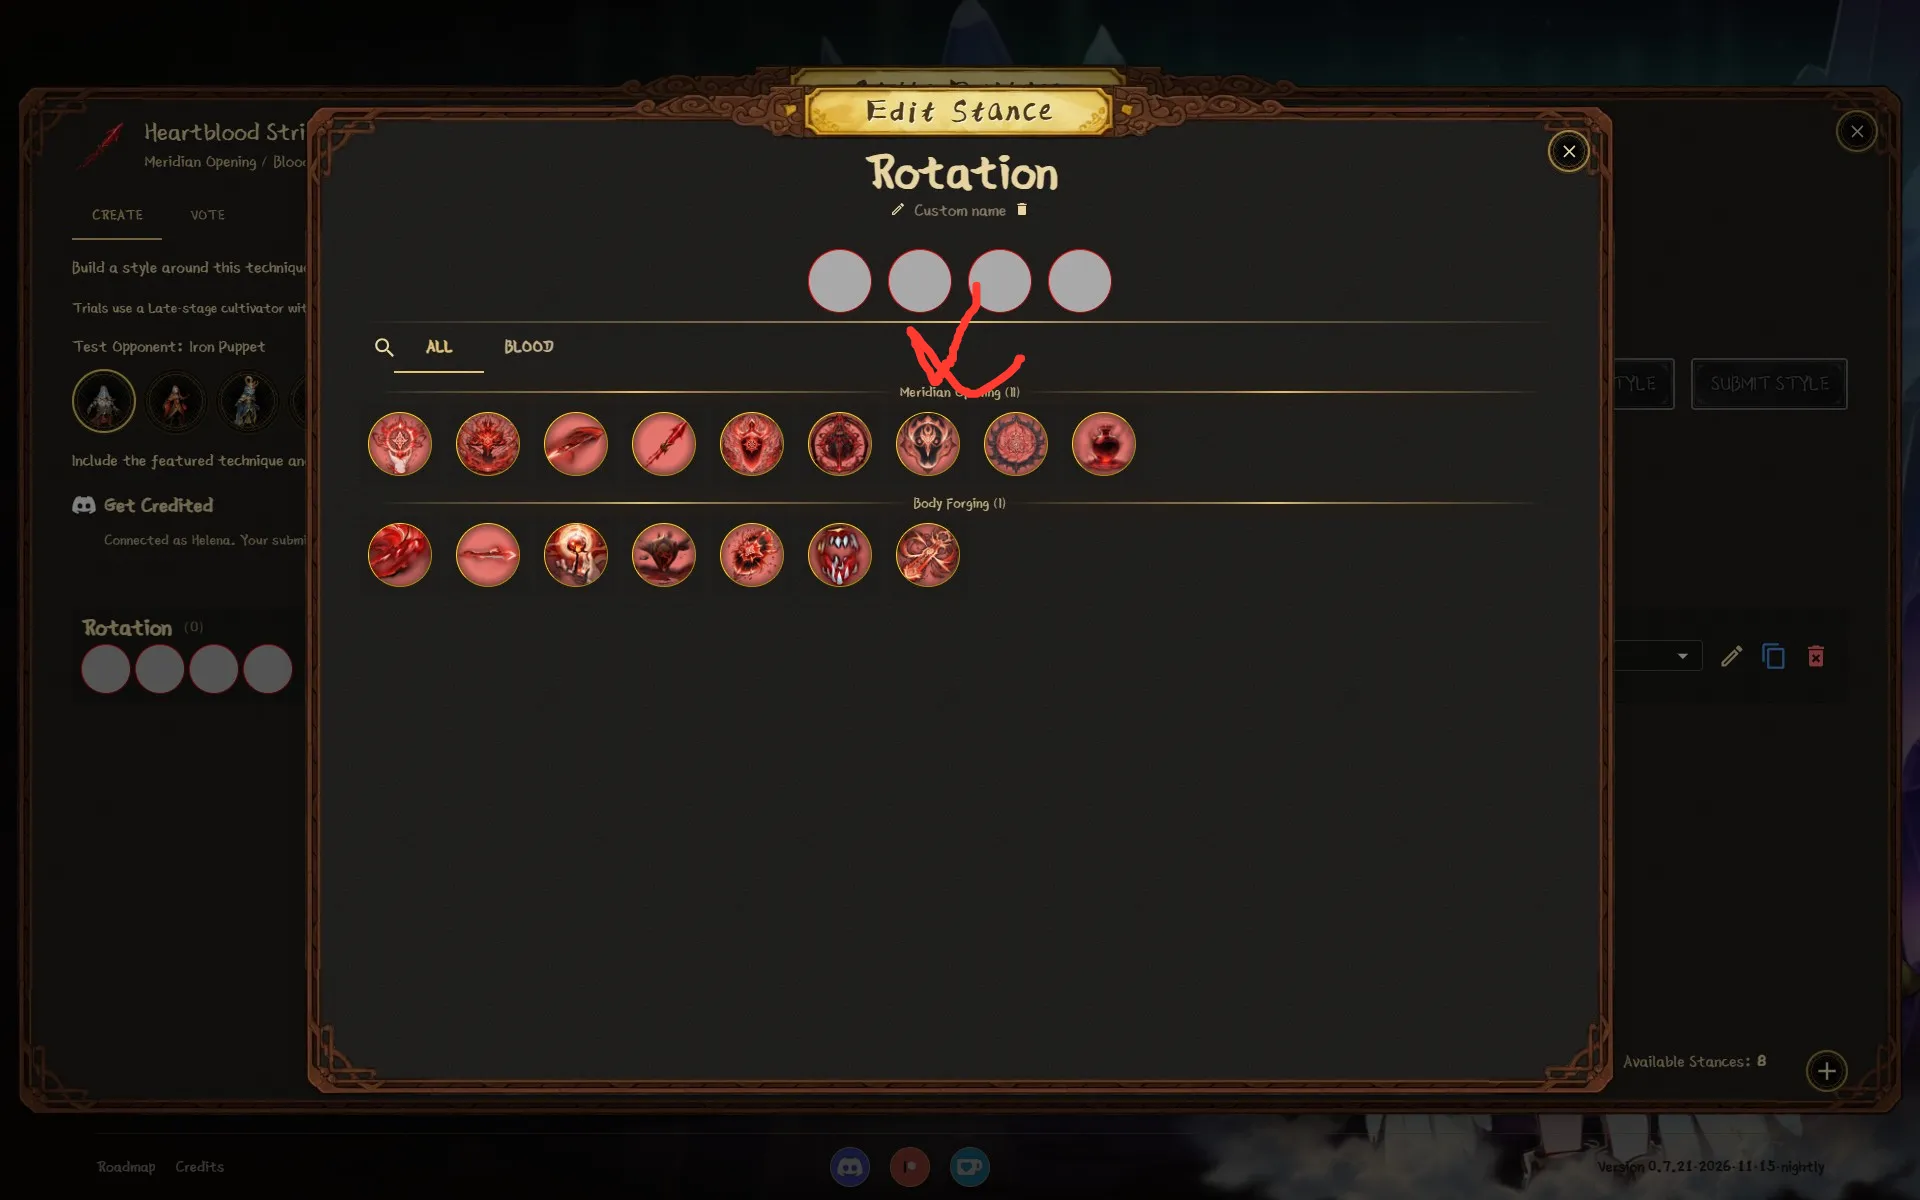 Edit Stance
Heartblood Stri
Meridian Opening / Blood
Rotation
Custom name
CREATE VOTE
Build a style around this technique
Trials use a Late-stage cultivator wit
Test Opponent: Iron Puppet
ALL BLOOD
Meridian Opening (II)
TYLE
SUBMIT STYLE
Include the featured technique an
Body Forging (I)
Get Credited
Connected as Helena. Your submi
Rotation (0)
Available Stances: 8
Roadmap Credits
Version 0.7.21-2026-11-15-nightly